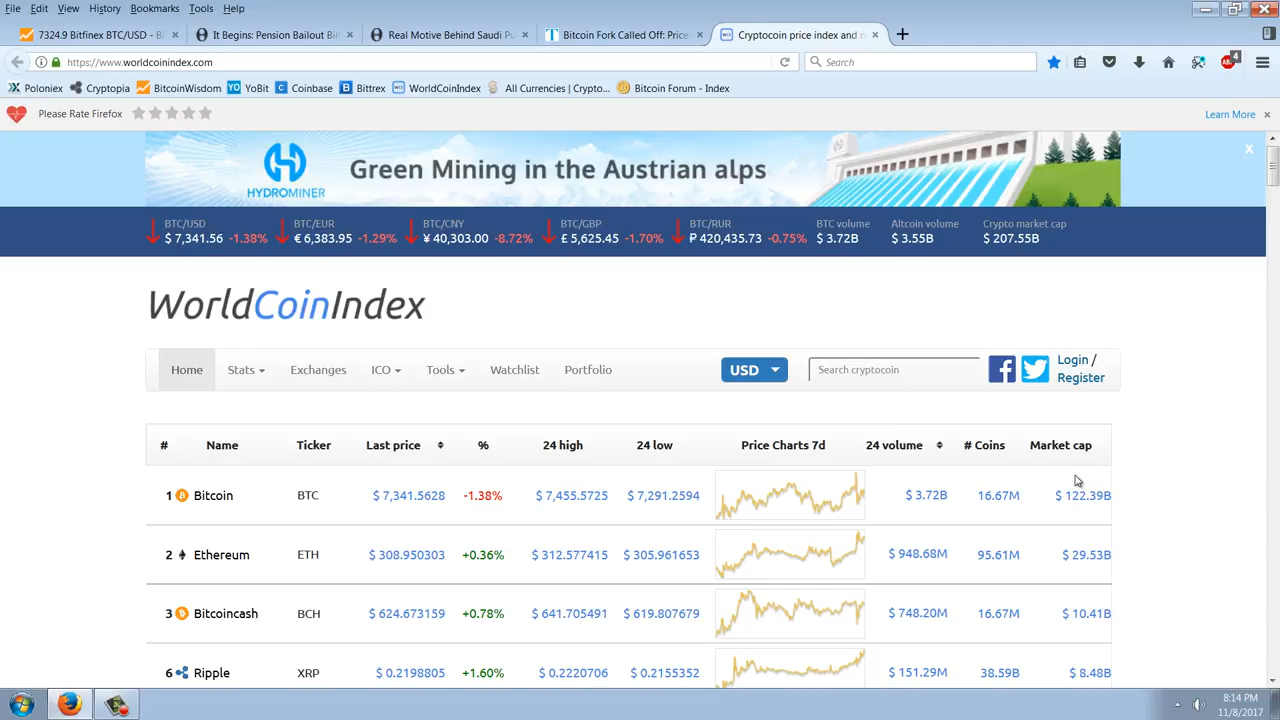 File Edit View History Bookmarks Tools Help
7324.9 Bitfinex BTC/USD - Bi × It Begins: Pension Bailout Bi × Real Motive Behind Saudi Pu × Bitcoin Fork Called Off: Price × Cryptocoin price index and m ×
https://www.worldcoinindex.com Search 4
Poloniex Cryptopia BitcoinWisdom YoBit Coinbase Bittrex WorldCoinIndex All Currencies | Crypto... Bitcoin Forum - Index
Please Rate Firefox Learn More ×
HYDROMINER Green Mining in the Austrian alps X
BTC/USD BTC/EUR BTC/CNY BTC/GBP BTC/RUR BTC volume Altcoin volume Crypto market cap
$ 7,341.56 -1.38% € 6,383.95 -1.29% ¥ 40,303.00 -8.72% £ 5,625.45 -1.70% ₽ 420,435.73 -0.75% $ 3.72B $ 3.55B $ 207.55B
WorldCoinIndex
Home Stats Exchanges ICO Tools Watchlist Portfolio USD Search cryptocoin Login / Register
# Name Ticker Last price % 24 high 24 low Price Charts 7d 24 volume # Coins Market cap
1 Bitcoin BTC $ 7,341.5628 -1.38% $ 7,455.5725 $ 7,291.2594 $ 3.72B 16.67M $ 122.39B
2 Ethereum ETH $ 308.950303 +0.36% $ 312.577415 $ 305.961653 $ 948.68M 95.61M $ 29.53B
3 Bitcoincash BCH $ 624.673159 +0.78% $ 641.705491 $ 619.807679 $ 748.20M 16.67M $ 10.41B
6 Ripple XRP $ 0.2198805 +1.60% $ 0.2220706 $ 0.2155352 $ 151.29M 38.59B $ 8.48B
8:14 PM
11/8/2017